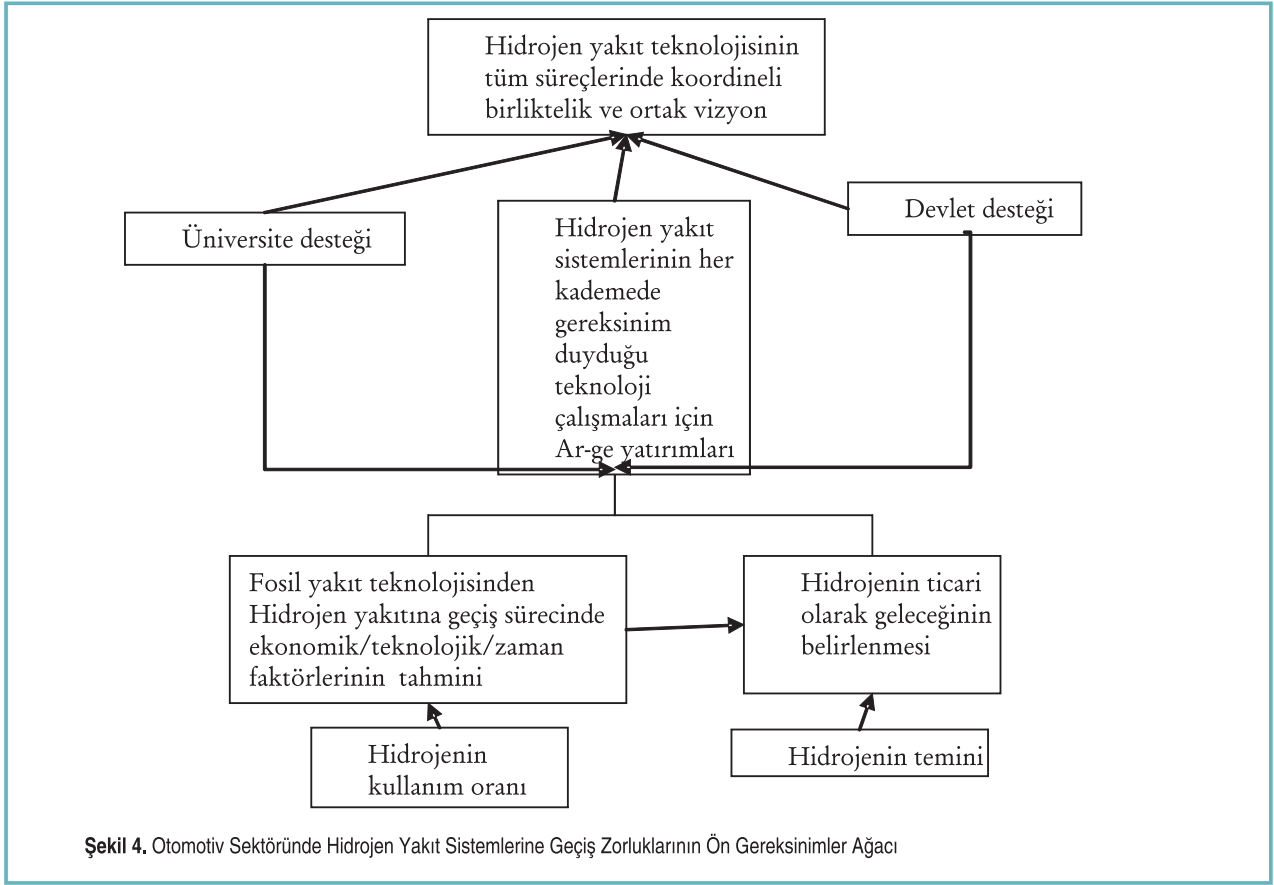 Hidrojen yakıt teknolojisinin
tüm süreçlerinde koordineli
birliktelik ve ortak vizyon
Üniversite desteği
Hidrojen yakıt
sistemlerinin her
kademede
gereksinim
duyduğu
teknoloji
çalışmaları için
Ar-ge yatırımları
Devlet desteği
Fosil yakıt teknolojisinden
Hidrojen yakıtına geçiş sürecinde
ekonomik/teknolojik/zaman
faktörlerinin tahmini
Hidrojenin ticari
olarak geleceğinin
belirlenmesi
Hidrojenin
kullanım oranı
Hidrojenin temini
Şekil 4. Otomotiv Sektöründe Hidrojen Yakıt Sistemlerine Geçiş Zorluklarının Ön Gereksinimler Ağacı